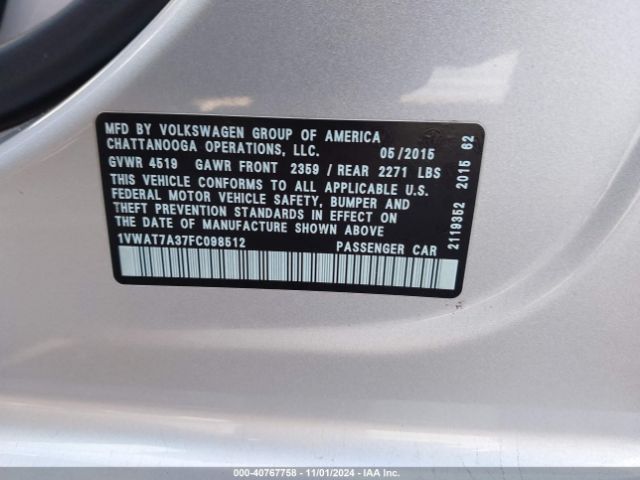 MFD BY VOLKSWAGEN GROUP OF AMERICA
CHATTANOOGA OPERATIONS, LLC. 05/2015
GVWR 4519 GAWR FRONT 2359 / REAR 2271 LBS
THIS VEHICLE CONFORMS TO ALL APPLICABLE U.S.
FEDERAL MOTOR VEHICLE SAFETY, BUMPER AND
THEFT PREVENTION STANDARDS IN EFFECT ON
THE DATE OF MANUFACTURE SHOWN ABOVE
1VWAT7A37FC098512 PASSENGER CAR
2119352 2015 62
000-40767758 - 11/01/2024 - IAA Inc.